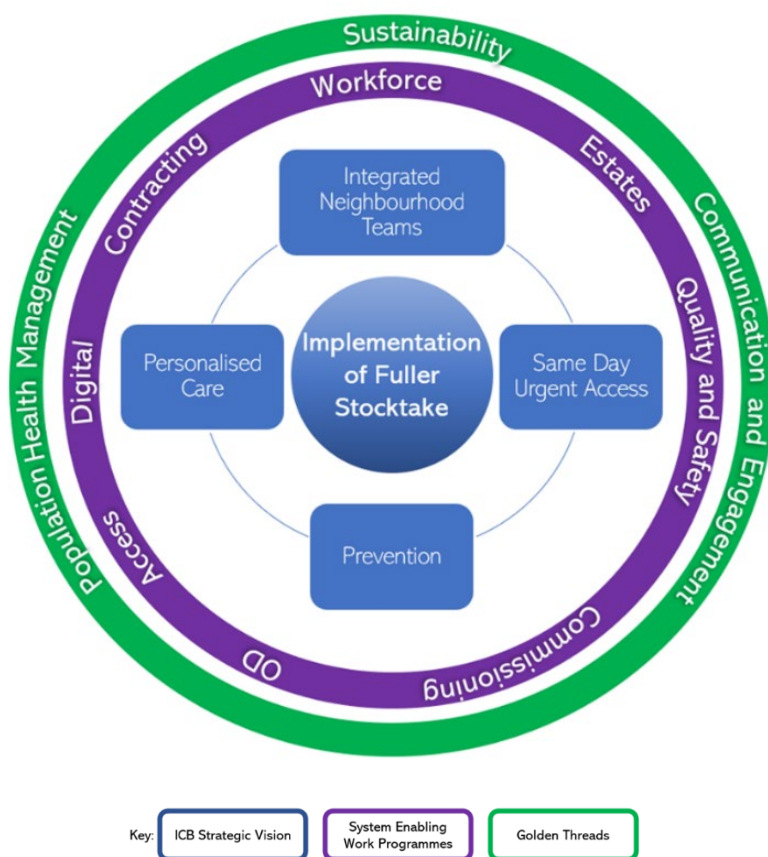 Sustainability
Communication and Engagement
Population Health Management
Workforce
Estates
Quality and Safety
Commissioning
OD
Access
Digital
Contracting
Integrated
Neighbourhood
Teams
Same Day
Urgent Access
Prevention
Personalised
Care
Implementation
of Fuller
Stocktake
Key:
ICB Strategic Vision
System Enabling
Work Programmes
Golden Threads